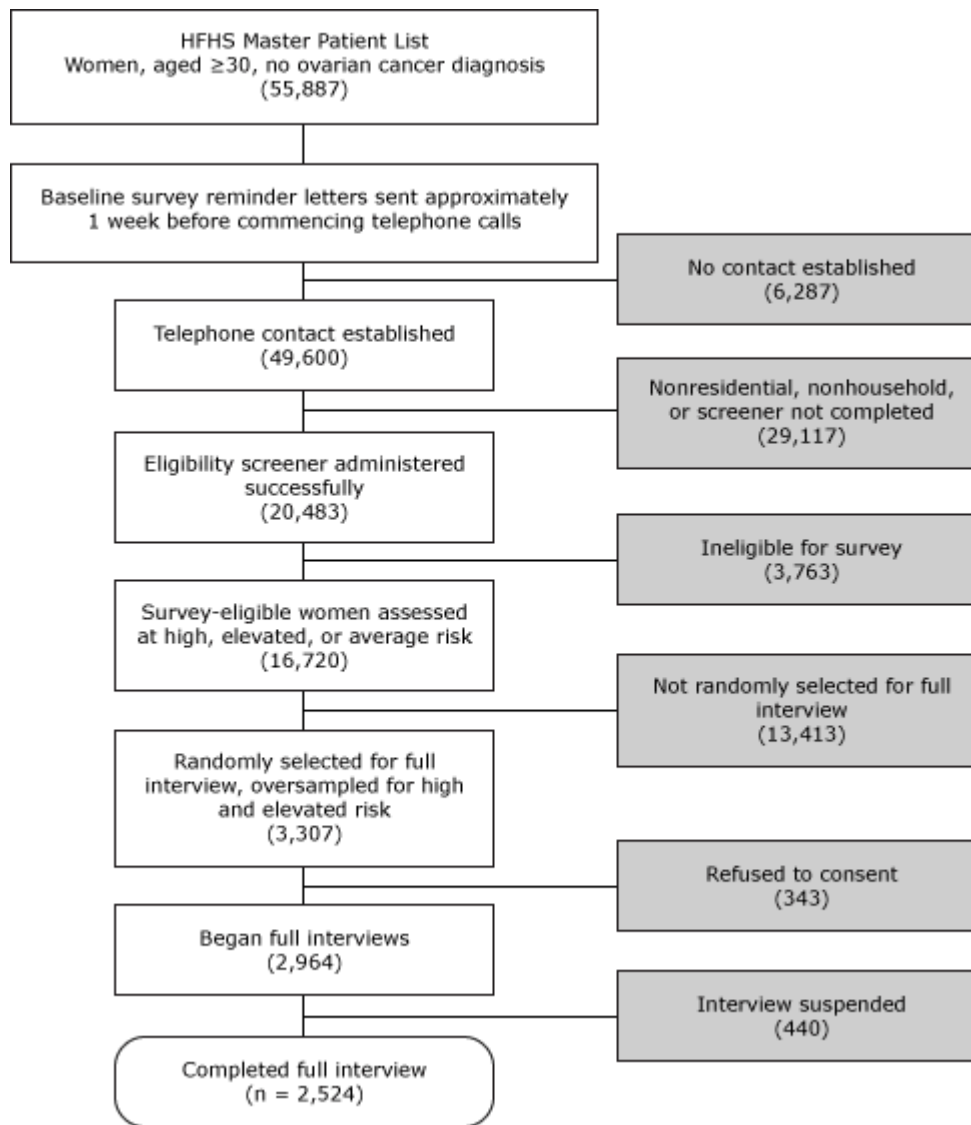 HFHS Master Patient List
Women, aged ≥30, no ovarian cancer diagnosis
(55,887)
Baseline survey reminder letters sent approximately
1 week before commencing telephone calls
No contact established
(6,287)
Telephone contact established
(49,600)
Nonresidential, nonhousehold,
or screener not completed
(29,117)
Eligibility screener administered
successfully
(20,483)
Ineligible for survey
(3,763)
Survey-eligible women assessed
at high, elevated, or average risk
(16,720)
Not randomly selected for full
interview
(13,413)
Randomly selected for full
interview, oversampled for high
and elevated risk
(3,307)
Refused to consent
(343)
Began full interviews
(2,964)
Interview suspended
(440)
Completed full interview
(n = 2,524)